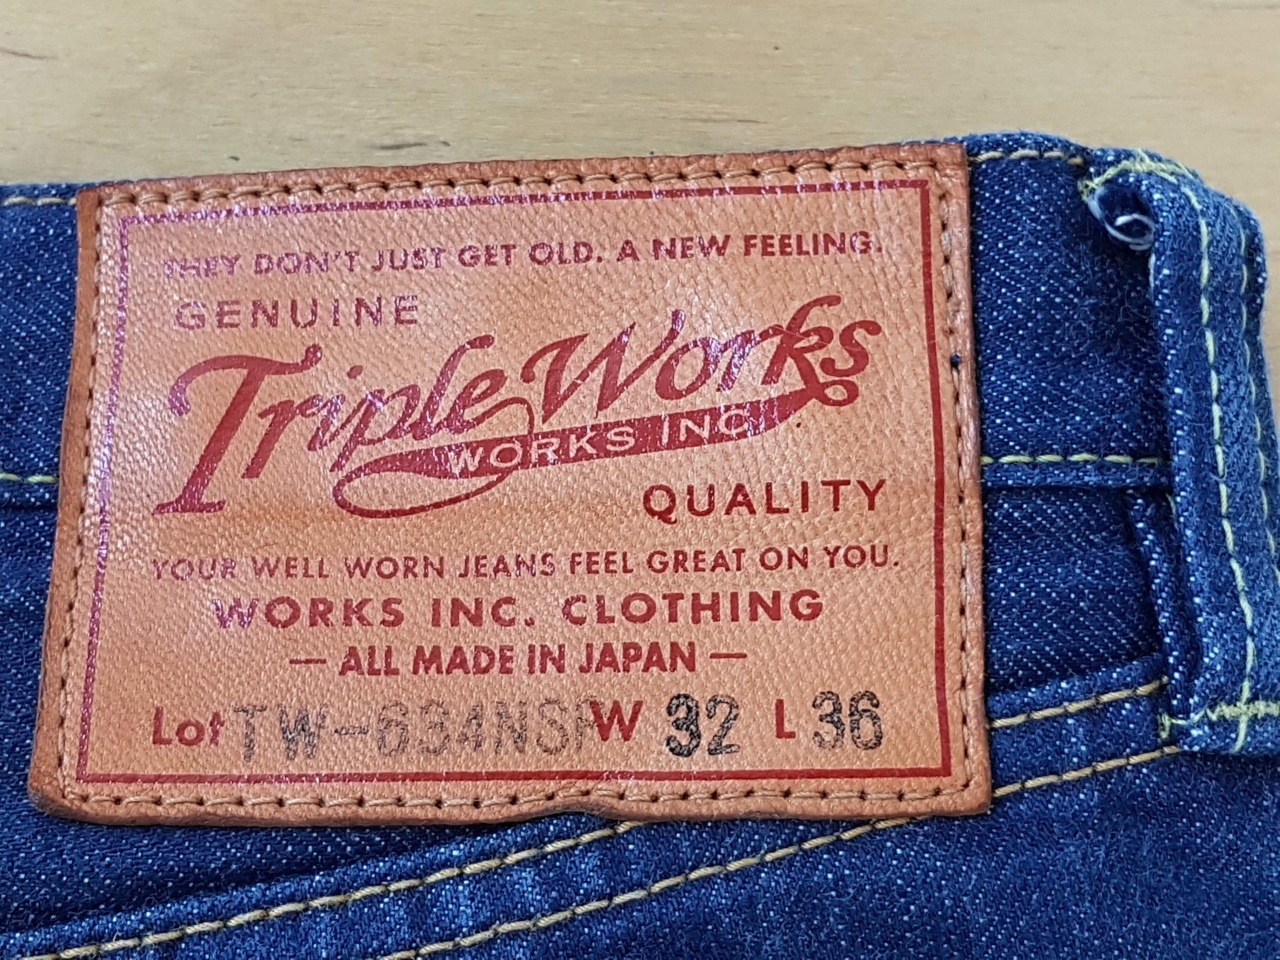 THEY DON'T JUST GET OLD. A NEW FEELING.
GENUINE
Triple Works
WORKS INC
QUALITY
YOUR WELL WORN JEANS FEEL GREAT ON YOU.
WORKS INC. CLOTHING
— ALL MADE IN JAPAN —
Lot TW-634NSP W 32 L 36